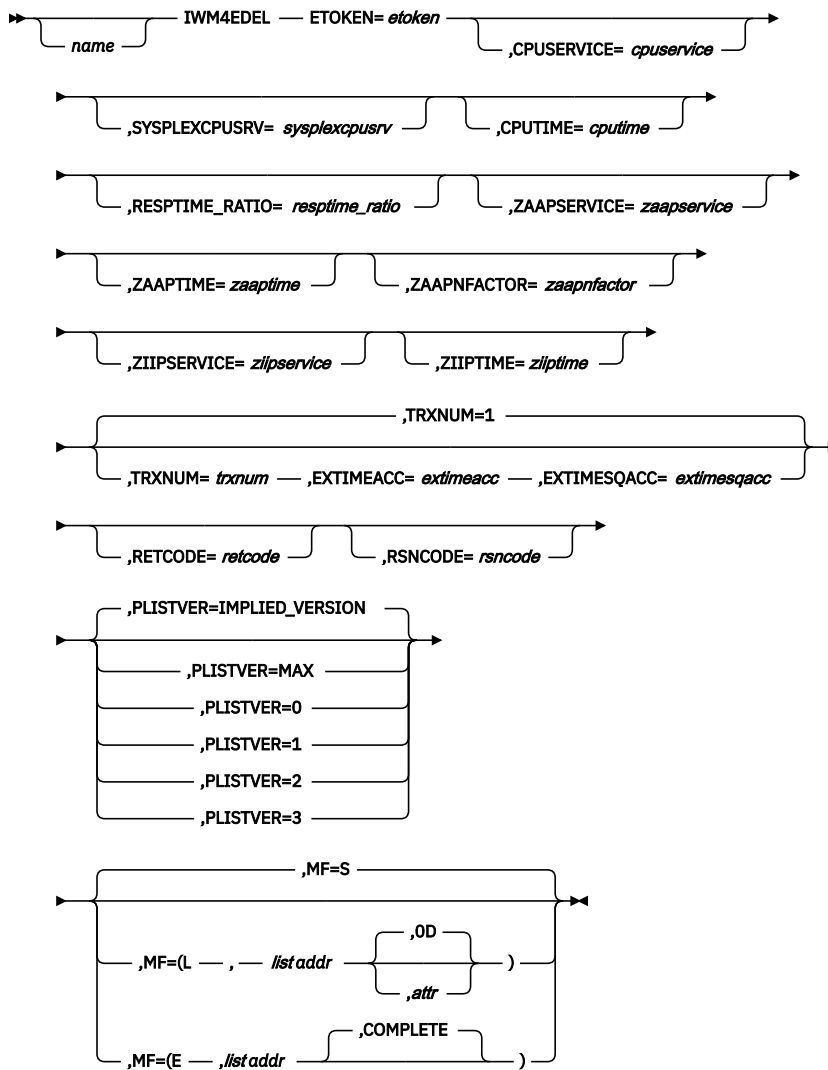 IWM4EDEL ETOKEN= etoken
name ,CPUSERVICE= cpuservice
,SYSPLEXCPUSRV= sysplexcpusrv ,CPUTIME= cputime
,RESPTIME_RATIO= resptime_ratio ,ZAAPSERVICE= zaapservice
,ZAAPTIME= zaaptime ,ZAAPNFACTOR= zaapnfactor
,ZIIPSERVICE= ziipservice ,ZIIPTIME= ziiptime
,TRXNUM=1
,TRXNUM= trxnum ,EXTIMEACC= extimeacc ,EXTIMESQACC= extimesqacc
,RETCODE= retcode ,RSNCODE= rsncode
,PLISTVER=IMPLIED_VERSION
,PLISTVER=MAX
,PLISTVER=0
,PLISTVER=1
,PLISTVER=2
,PLISTVER=3
,MF=S
,0D
,MF=(L , list addr )
,attr
,COMPLETE
,MF=(E ,list addr )